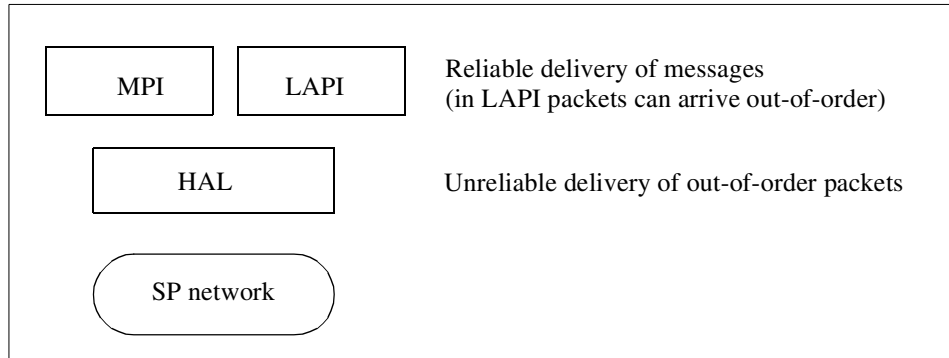 MPI
LAPI
Reliable delivery of messages
(in LAPI packets can arrive out-of-order)
HAL
Unreliable delivery of out-of-order packets
SP network